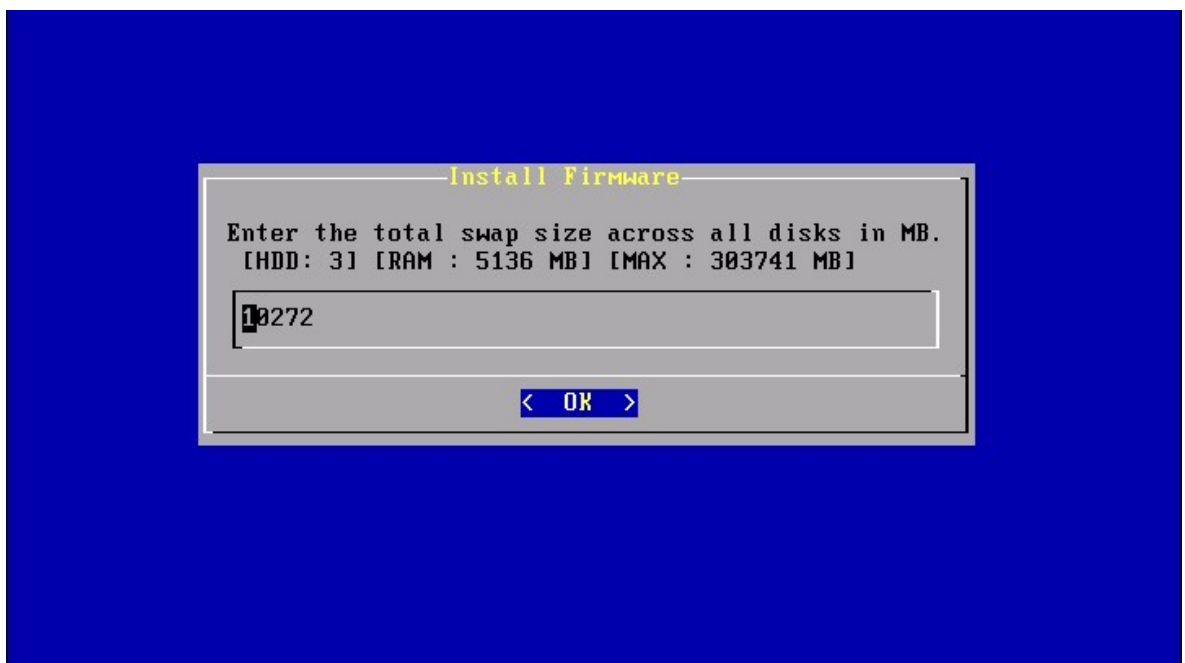 Install Firmware
Enter the total swap size across all disks in MB.
[HDD: 3] [RAM : 5136 MB] [MAX : 303741 MB]
10272
< OK >